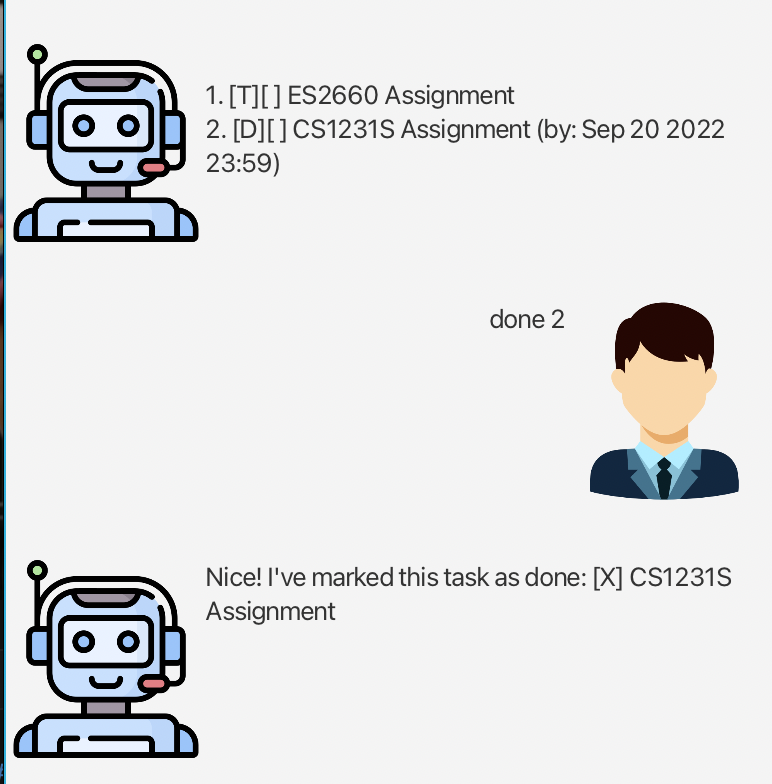 1. [T][ ] ES2660 Assignment
2. [D][ ] CS1231S Assignment (by: Sep 20 2022
23:59)
done 2
Nice! I've marked this task as done: [X] CS1231S
Assignment